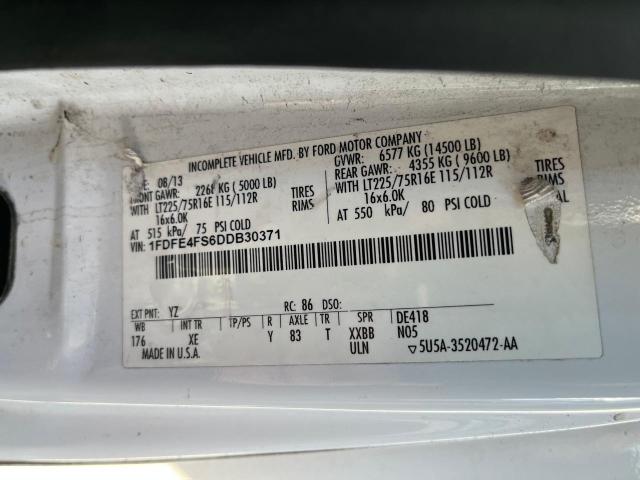 INCOMPLETE VEHICLE MFD. BY FORD MOTOR COMPANY
08/13 GVWR: 6577 KG (14500 LB)
FRONT GAWR: 2268 KG (5000 LB) REAR GAWR: 4355 KG (9600 LB)
WITH LT225/75R16E 115/112R TIRES WITH LT225/75R16E 115/112R TIRES
16x6.0K RIMS 16x6.0K RIMS
AT 515 kPa/ 75 PSI COLD AT 550 kPa/ 80 PSI COLD
VIN: 1FDFE4FS6DDB30371
EXT PNT: YZ RC: 86 DSO:
WB INT TR TP/PS R AXLE TR SPR DE418
176 XE Y 83 T XXBB N05
MADE IN U.S.A. ULN ▽5U5A-3520472-AA